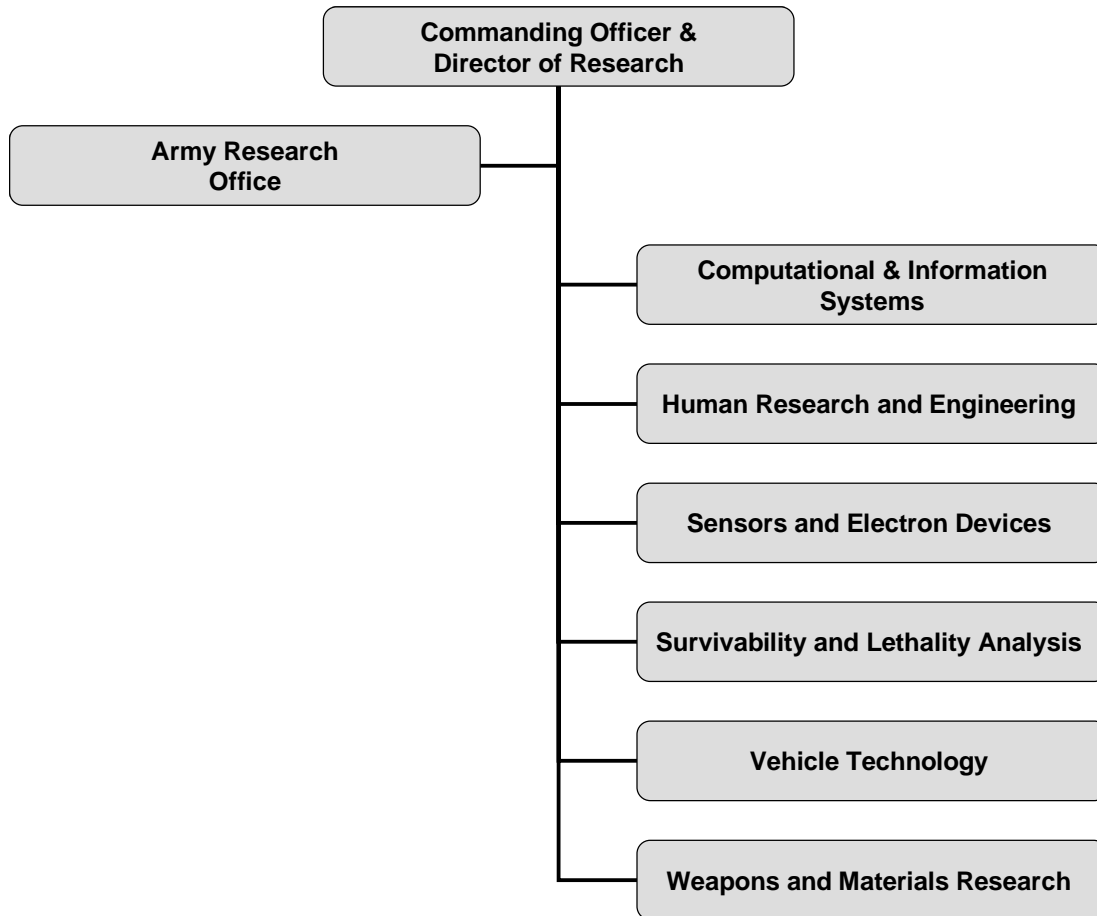 Commanding Officer &
Director of Research
Army Research
Office
Computational & Information
Systems
Human Research and Engineering
Sensors and Electron Devices
Survivability and Lethality Analysis
Vehicle Technology
Weapons and Materials Research